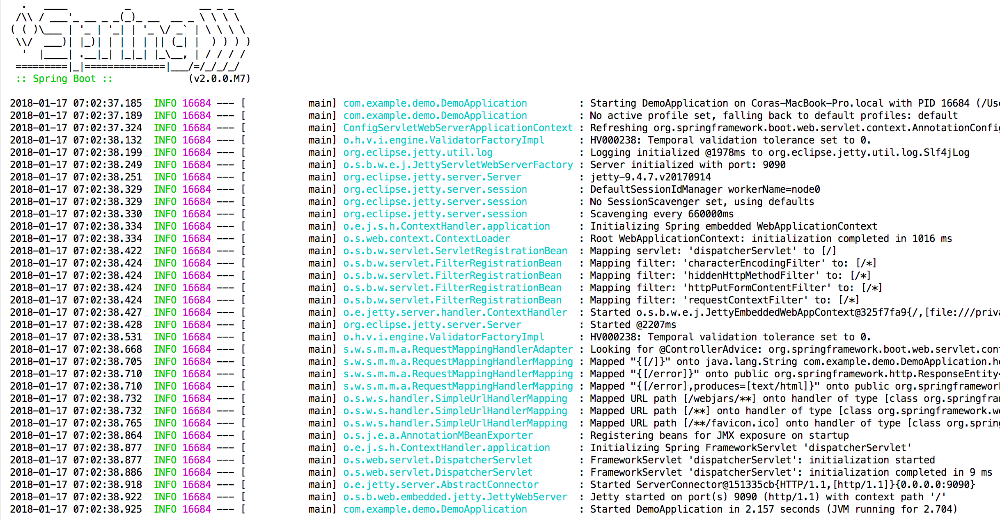 .   ____          _            __ _ _
 /\\ / ___'_ __ _ _(_)_ __  __ _ \ \ \ \
( ( )\___ | '_ | '_| | '_ \/ _` | \ \ \ \
 \\/  ___)| |_)| | | | | || (_| |  ) ) ) )
  '  |____| .__|_| |_|_| |_\__, | / / / /
 =========|_|==============|___/=/_/_/_/
 :: Spring Boot ::             (v2.0.0.M7)
2018-01-17 07:02:37.185  INFO 16684 --- [           main] com.example.demo.DemoApplication         : Starting DemoApplication on Coras-MacBook-Pro.local with PID 16684 (/Use
2018-01-17 07:02:37.189  INFO 16684 --- [           main] com.example.demo.DemoApplication         : No active profile set, falling back to default profiles: default
2018-01-17 07:02:37.324  INFO 16684 --- [           main] ConfigServletWebServerApplicationContext : Refreshing org.springframework.boot.web.servlet.context.AnnotationConfig
2018-01-17 07:02:38.132  INFO 16684 --- [           main] o.h.v.i.engine.ValidatorFactoryImpl      : HV000238: Temporal validation tolerance set to 0.
2018-01-17 07:02:38.199  INFO 16684 --- [           main] org.eclipse.jetty.util.log               : Logging initialized @1978ms to org.eclipse.jetty.util.log.Slf4jLog
2018-01-17 07:02:38.249  INFO 16684 --- [           main] o.s.b.w.e.j.JettyServletWebServerFactory : Server initialized with port: 9090
2018-01-17 07:02:38.251  INFO 16684 --- [           main] org.eclipse.jetty.server.Server          : jetty-9.4.7.v20170914
2018-01-17 07:02:38.329  INFO 16684 --- [           main] org.eclipse.jetty.server.session         : DefaultSessionIdManager workerName=node0
2018-01-17 07:02:38.329  INFO 16684 --- [           main] org.eclipse.jetty.server.session         : No SessionScavenger set, using defaults
2018-01-17 07:02:38.330  INFO 16684 --- [           main] org.eclipse.jetty.server.session         : Scavenging every 660000ms
2018-01-17 07:02:38.334  INFO 16684 --- [           main] o.e.j.s.h.ContextHandler.application     : Initializing Spring embedded WebApplicationContext
2018-01-17 07:02:38.334  INFO 16684 --- [           main] o.s.web.context.ContextLoader            : Root WebApplicationContext: initialization completed in 1016 ms
2018-01-17 07:02:38.422  INFO 16684 --- [           main] o.s.b.w.servlet.ServletRegistrationBean  : Mapping servlet: 'dispatcherServlet' to [/]
2018-01-17 07:02:38.424  INFO 16684 --- [           main] o.s.b.w.servlet.FilterRegistrationBean   : Mapping filter: 'characterEncodingFilter' to: [/*]
2018-01-17 07:02:38.424  INFO 16684 --- [           main] o.s.b.w.servlet.FilterRegistrationBean   : Mapping filter: 'hiddenHttpMethodFilter' to: [/*]
2018-01-17 07:02:38.424  INFO 16684 --- [           main] o.s.b.w.servlet.FilterRegistrationBean   : Mapping filter: 'httpPutFormContentFilter' to: [/*]
2018-01-17 07:02:38.424  INFO 16684 --- [           main] o.s.b.w.servlet.FilterRegistrationBean   : Mapping filter: 'requestContextFilter' to: [/*]
2018-01-17 07:02:38.427  INFO 16684 --- [           main] o.e.jetty.server.handler.ContextHandler  : Started o.s.b.w.e.j.JettyEmbeddedWebAppContext@325f7fa9{/,[file:///priva
2018-01-17 07:02:38.428  INFO 16684 --- [           main] org.eclipse.jetty.server.Server          : Started @2207ms
2018-01-17 07:02:38.531  INFO 16684 --- [           main] o.h.v.i.engine.ValidatorFactoryImpl      : HV000238: Temporal validation tolerance set to 0.
2018-01-17 07:02:38.668  INFO 16684 --- [           main] s.w.s.m.m.a.RequestMappingHandlerAdapter : Looking for @ControllerAdvice: org.springframework.boot.web.servlet.cont
2018-01-17 07:02:38.705  INFO 16684 --- [           main] s.w.s.m.m.a.RequestMappingHandlerMapping : Mapped "{[/]}" onto java.lang.String com.example.demo.DemoApplication.ho
2018-01-17 07:02:38.710  INFO 16684 --- [           main] s.w.s.m.m.a.RequestMappingHandlerMapping : Mapped "{[/error]}" onto public org.springframework.http.ResponseEntity<
2018-01-17 07:02:38.710  INFO 16684 --- [           main] s.w.s.m.m.a.RequestMappingHandlerMapping : Mapped "{[/error],produces=[text/html]}" onto public org.springframework
2018-01-17 07:02:38.732  INFO 16684 --- [           main] o.s.w.s.handler.SimpleUrlHandlerMapping  : Mapped URL path [/webjars/**] onto handler of type [class org.springfram
2018-01-17 07:02:38.732  INFO 16684 --- [           main] o.s.w.s.handler.SimpleUrlHandlerMapping  : Mapped URL path [/**] onto handler of type [class org.springframework.we
2018-01-17 07:02:38.765  INFO 16684 --- [           main] o.s.w.s.handler.SimpleUrlHandlerMapping  : Mapped URL path [/**/favicon.ico] onto handler of type [class org.spring
2018-01-17 07:02:38.864  INFO 16684 --- [           main] o.s.j.e.a.AnnotationMBeanExporter        : Registering beans for JMX exposure on startup
2018-01-17 07:02:38.877  INFO 16684 --- [           main] o.e.j.s.h.ContextHandler.application     : Initializing Spring FrameworkServlet 'dispatcherServlet'
2018-01-17 07:02:38.877  INFO 16684 --- [           main] o.s.web.servlet.DispatcherServlet        : FrameworkServlet 'dispatcherServlet': initialization started
2018-01-17 07:02:38.886  INFO 16684 --- [           main] o.s.web.servlet.DispatcherServlet        : FrameworkServlet 'dispatcherServlet': initialization completed in 9 ms
2018-01-17 07:02:38.918  INFO 16684 --- [           main] o.e.jetty.server.AbstractConnector       : Started ServerConnector@151335cb{HTTP/1.1,[http/1.1]}{0.0.0.0:9090}
2018-01-17 07:02:38.922  INFO 16684 --- [           main] o.s.b.web.embedded.jetty.JettyWebServer  : Jetty started on port(s) 9090 (http/1.1) with context path '/'
2018-01-17 07:02:38.925  INFO 16684 --- [           main] com.example.demo.DemoApplication         : Started DemoApplication in 2.157 seconds (JVM running for 2.704)